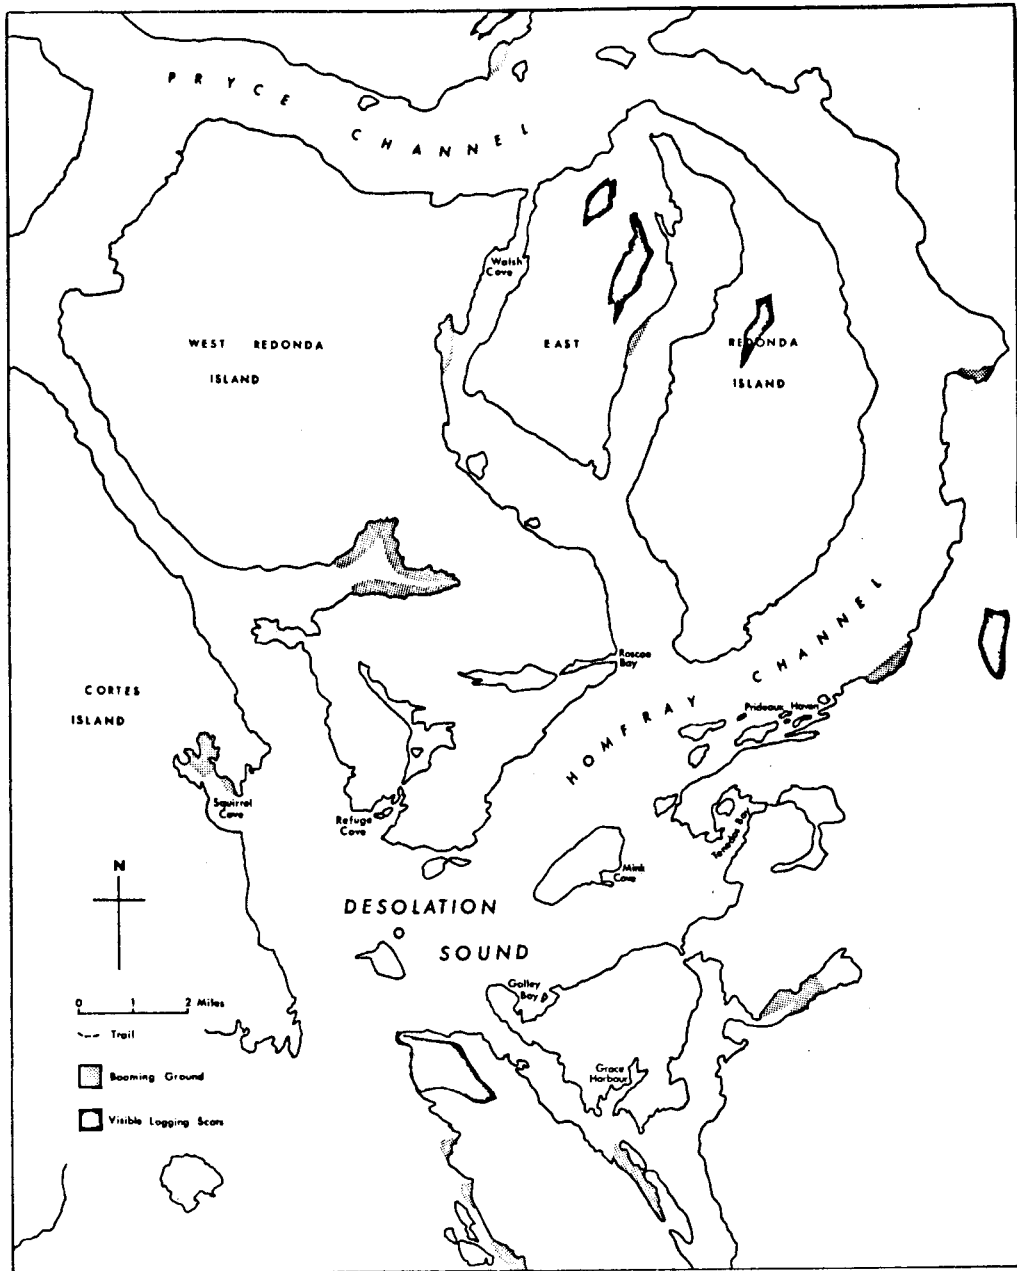 PRYCE
CHANNEL
Walsh
Cove
WEST REDONDA
ISLAND
EAST
REDONDA
ISLAND
CORTES
ISLAND
Roscoe
Bay
HOMFRAY CHANNEL
Prideaux Haven
Squirrel
Cove
Refuge
Cove
Tenedos Bay
Mink
Cove
N
DESOLATION
SOUND
Galley
Bay
0 1 2 Miles
Trail
Grace
Harbour
Booming Ground
Visible Logging Scars